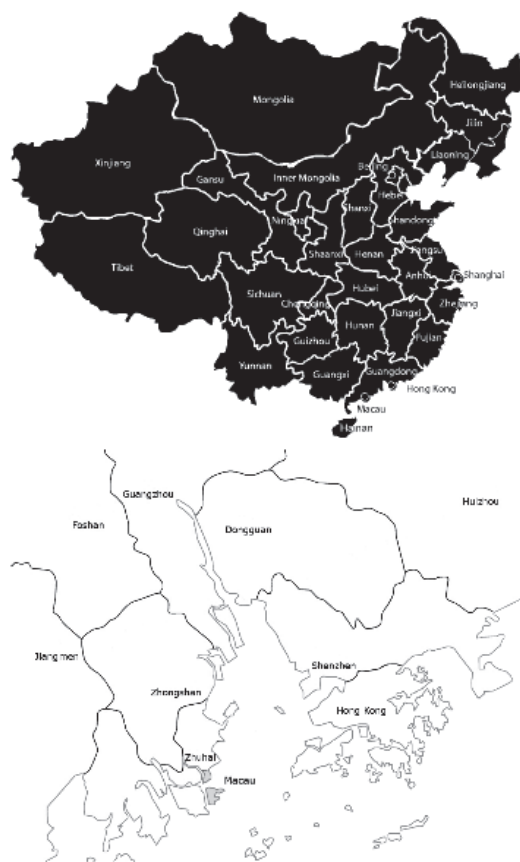 Heilongjiang
Mongolia
Jilin
Liaoning
Xinjiang
Beijing
Inner Mongolia
Gansu
Hebei
Ningxia
Shanxi
Shandong
Qinghai
Shaanxi
Henan
Jiangsu
Tibet
Anhui
Shanghai
Sichuan
Hubei
Chongqing
Zhejiang
Hunan
Jiangxi
Guizhou
Fujian
Yunnan
Guangxi
Guangdong
Hong Kong
Macau
Hainan
Guangzhou
Huizhou
Foshan
Dongguan
Jiangmen
Shenzhen
Zhongshan
Hong Kong
Zhuhai
Macau